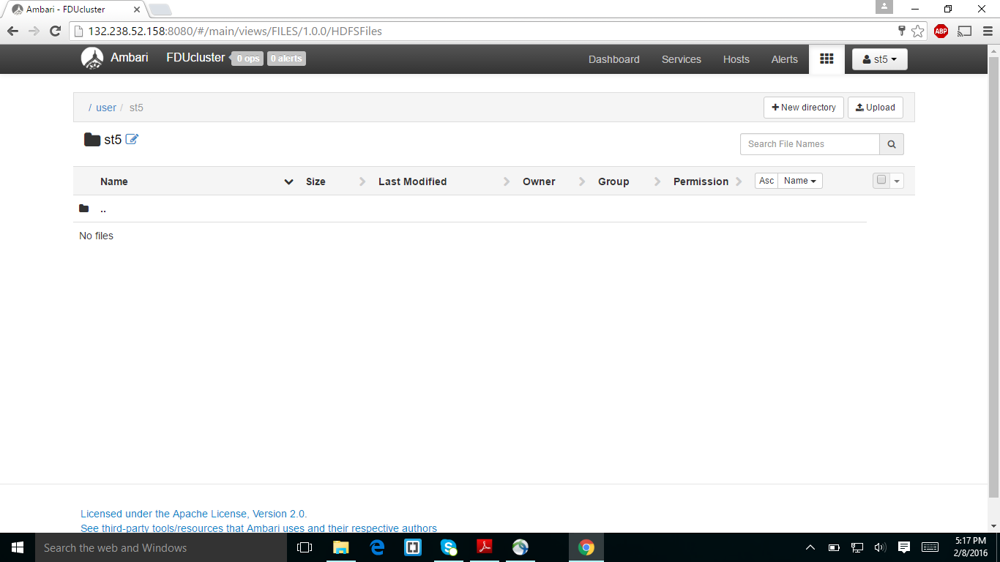 Ambari - FDUcluster
132.238.52.158:8080/#/main/views/FILES/1.0.0/HDFSFiles
ABP
Ambari FDUcluster 0 ops 0 alerts Dashboard Services Hosts Alerts st5
/ user / st5 New directory Upload
st5 Search File Names
Name Size Last Modified Owner Group Permission Asc Name
..
No files
Licensed under the Apache License, Version 2.0.
See third-party tools/resources that Ambari uses and their respective authors
Search the web and Windows
5:17 PM
2/8/2016